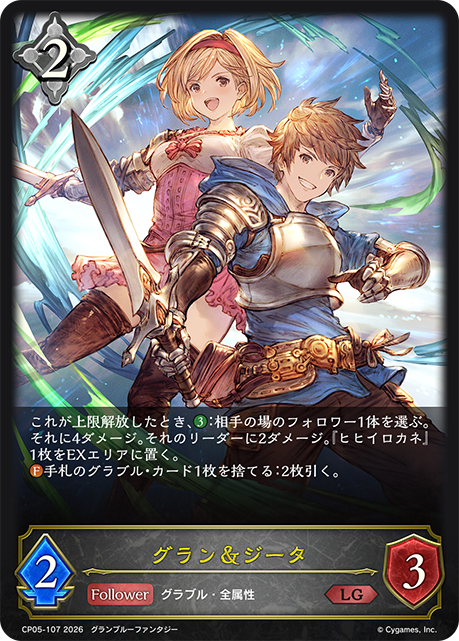 2
これが上限解放したとき、3:相手の場のフォロワー1体を選ぶ。
それに4ダメージ。それのリーダーに2ダメージ。『ヒヒイロカネ』
1枚をEXエリアに置く。
F手札のグラブル・カード1枚を捨てる:2枚引く。
グラン&ジータ
2
Follower グラブル・全属性 LG
3
CP05-107 2026 グランブルーファンタジー © Cygames, Inc.